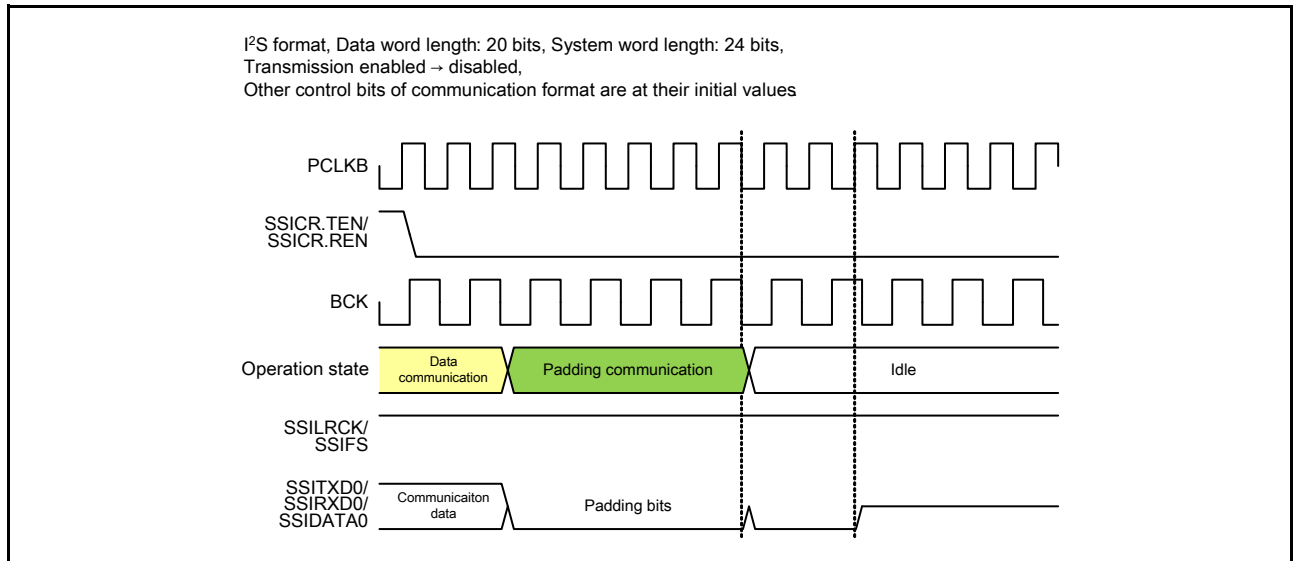 I²S format, Data word length: 20 bits, System word length: 24 bits,
Transmission enabled → disabled,
Other control bits of communication format are at their initial values
PCLKB
SSICR.TEN/
SSICR.REN
BCK
Operation state
Data
communication
Padding communication
Idle
SSILRCK/
SSIFS
SSITXD0/
SSIRXD0/
SSIDATA0
Communicaiton
data
Padding bits